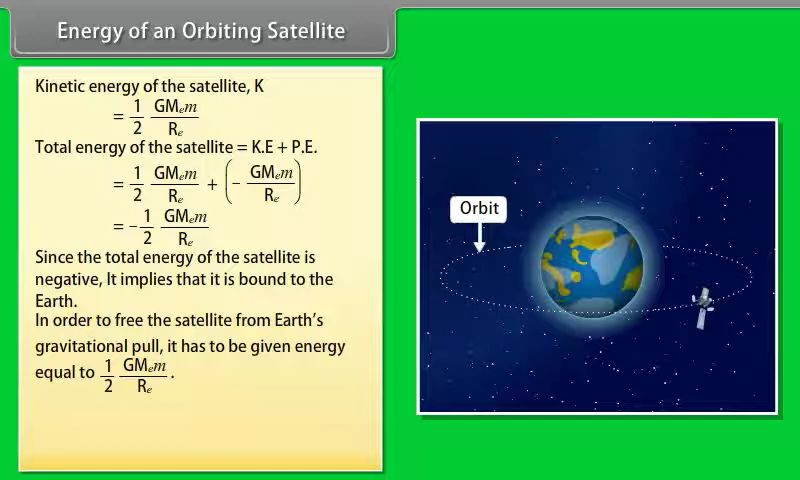 Energy of an Orbiting Satellite
Kinetic energy of the satellite, K
= 1/2 GMₑm/Rₑ
Total energy of the satellite = K.E + P.E.
= 1/2 GMₑm/Rₑ + (− GMₑm/Rₑ)
= −1/2 GMₑm/Rₑ
Since the total energy of the satellite is
negative, It implies that it is bound to the
Earth.
In order to free the satellite from Earth's
gravitational pull, it has to be given energy
equal to 1/2 GMₑm/Rₑ.
Orbit